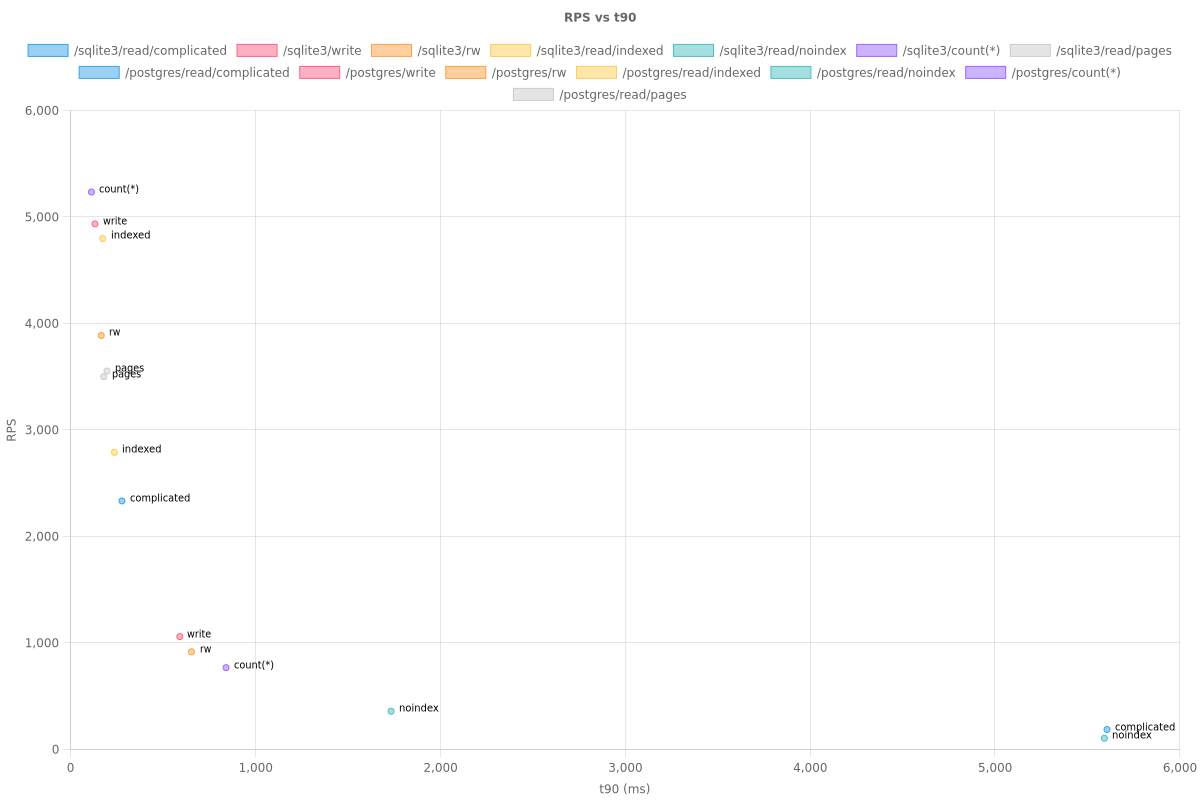 RPS vs t90
/sqlite3/read/complicated /sqlite3/write /sqlite3/rw /sqlite3/read/indexed /sqlite3/read/noindex /sqlite3/count(*) /sqlite3/read/pages
/postgres/read/complicated /postgres/write /postgres/rw /postgres/read/indexed /postgres/read/noindex /postgres/count(*)
/postgres/read/pages
6,000
count(*)
5,000
write
indexed
4,000
rw
pages
pages
3,000
indexed
complicated
2,000
1,000
write
rw
count(*)
noindex
complicated
noindex
0
RPS
0 1,000 2,000 3,000 4,000 5,000 6,000
t90 (ms)